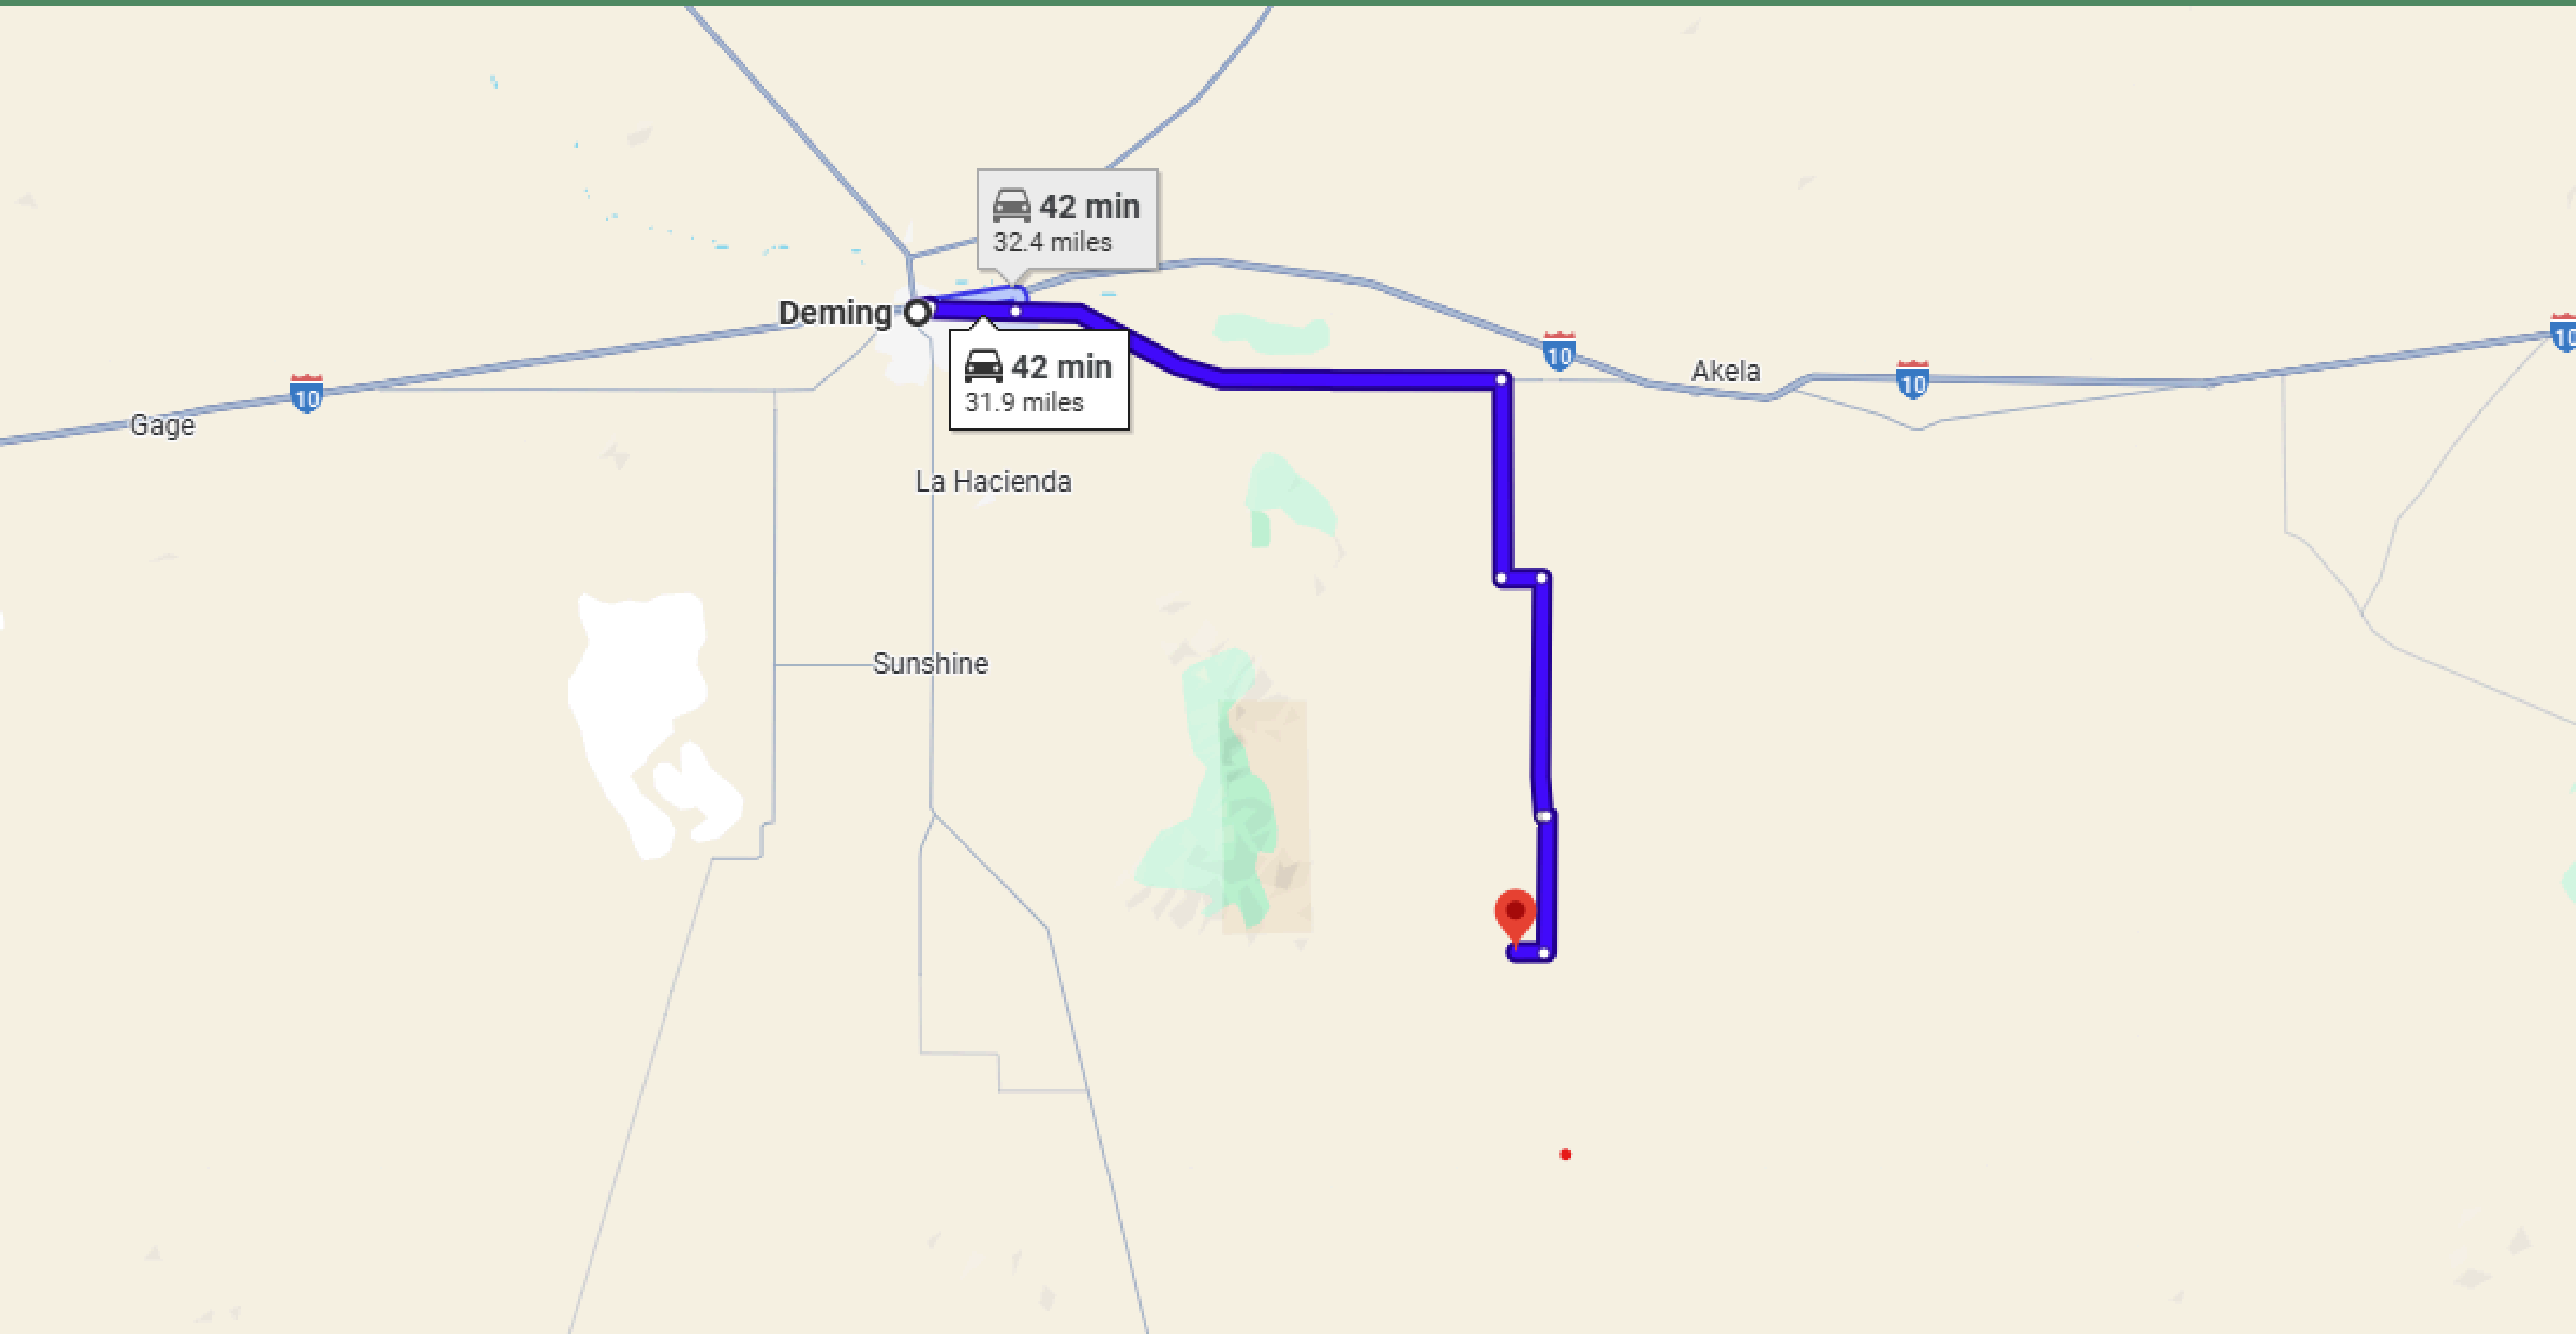 42 min
32.4 miles
Deming
10
10
42 min
31.9 miles
Akela
10
10
Gage
La Hacienda
Sunshine